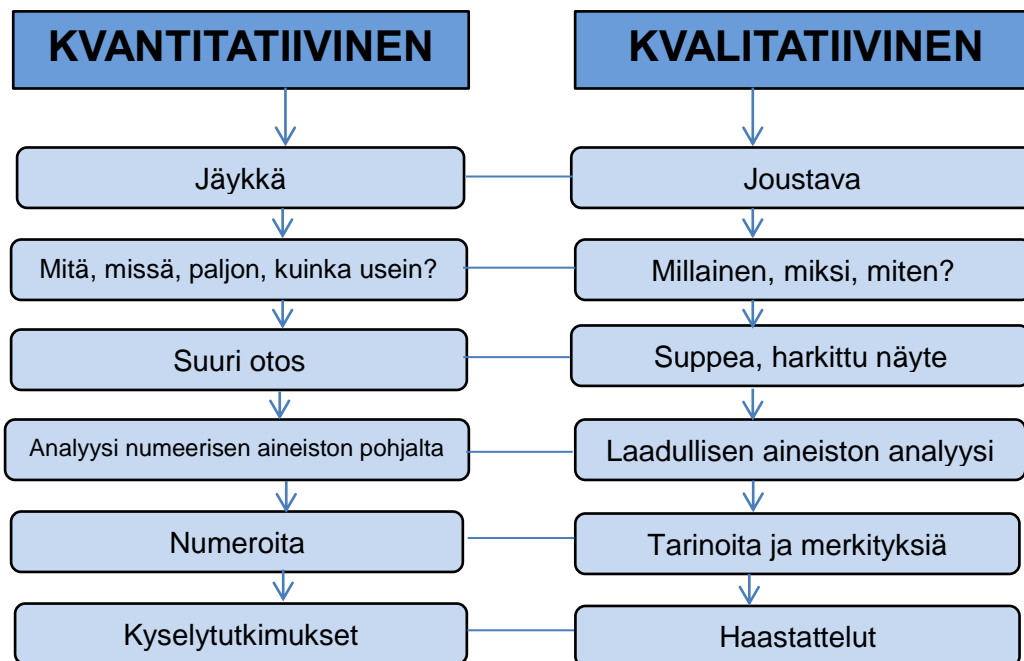 KVANTITATIIVINEN
KVALITATIIVINEN
Jäykkä
Joustava
Mitä, missä, paljon, kuinka usein?
Millainen, miksi, miten?
Suuri otos
Suppea, harkittu näyte
Analyysi numeerisen aineiston pohjalta
Laadullisen aineiston analyysi
Numeroita
Tarinoita ja merkityksiä
Kyselytutkimukset
Haastattelut